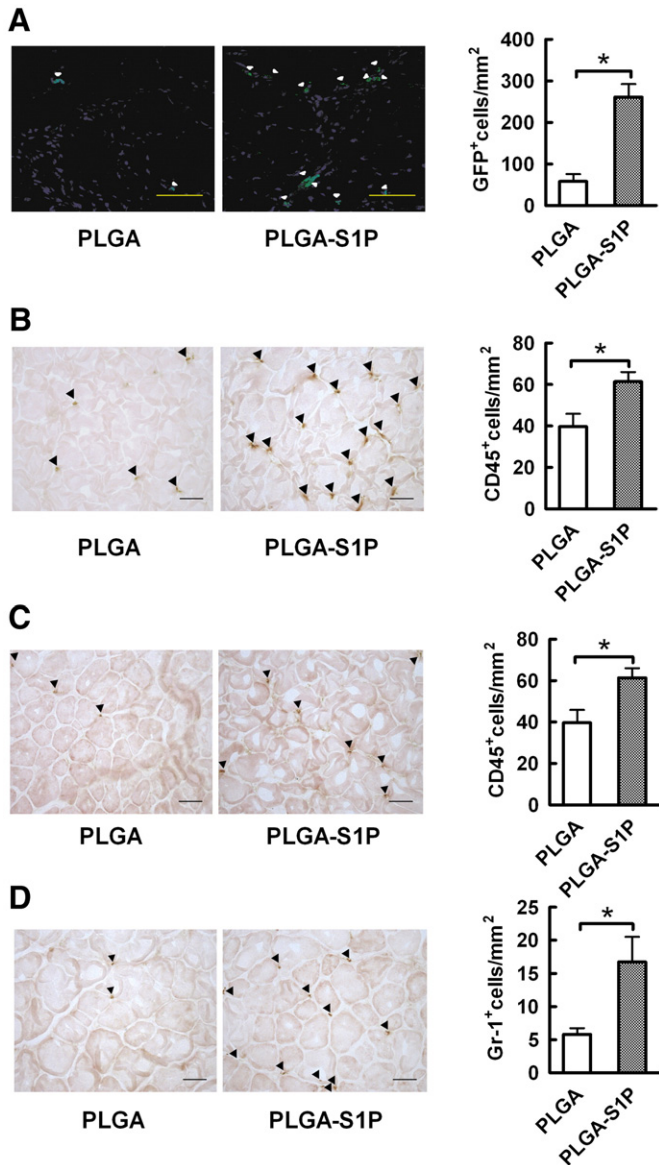 A
PLGA
PLGA-S1P
GFP⁺cells/mm²
400
300
200
100
0
*
PLGA
PLGA-S1P
B
PLGA
PLGA-S1P
CD45⁺cells/mm²
80
60
40
20
0
*
PLGA
PLGA-S1P
C
PLGA
PLGA-S1P
CD45⁺cells/mm²
80
60
40
20
0
*
PLGA
PLGA-S1P
D
PLGA
PLGA-S1P
Gr-1⁺cells/mm²
25
20
15
10
5
0
*
PLGA
PLGA-S1P